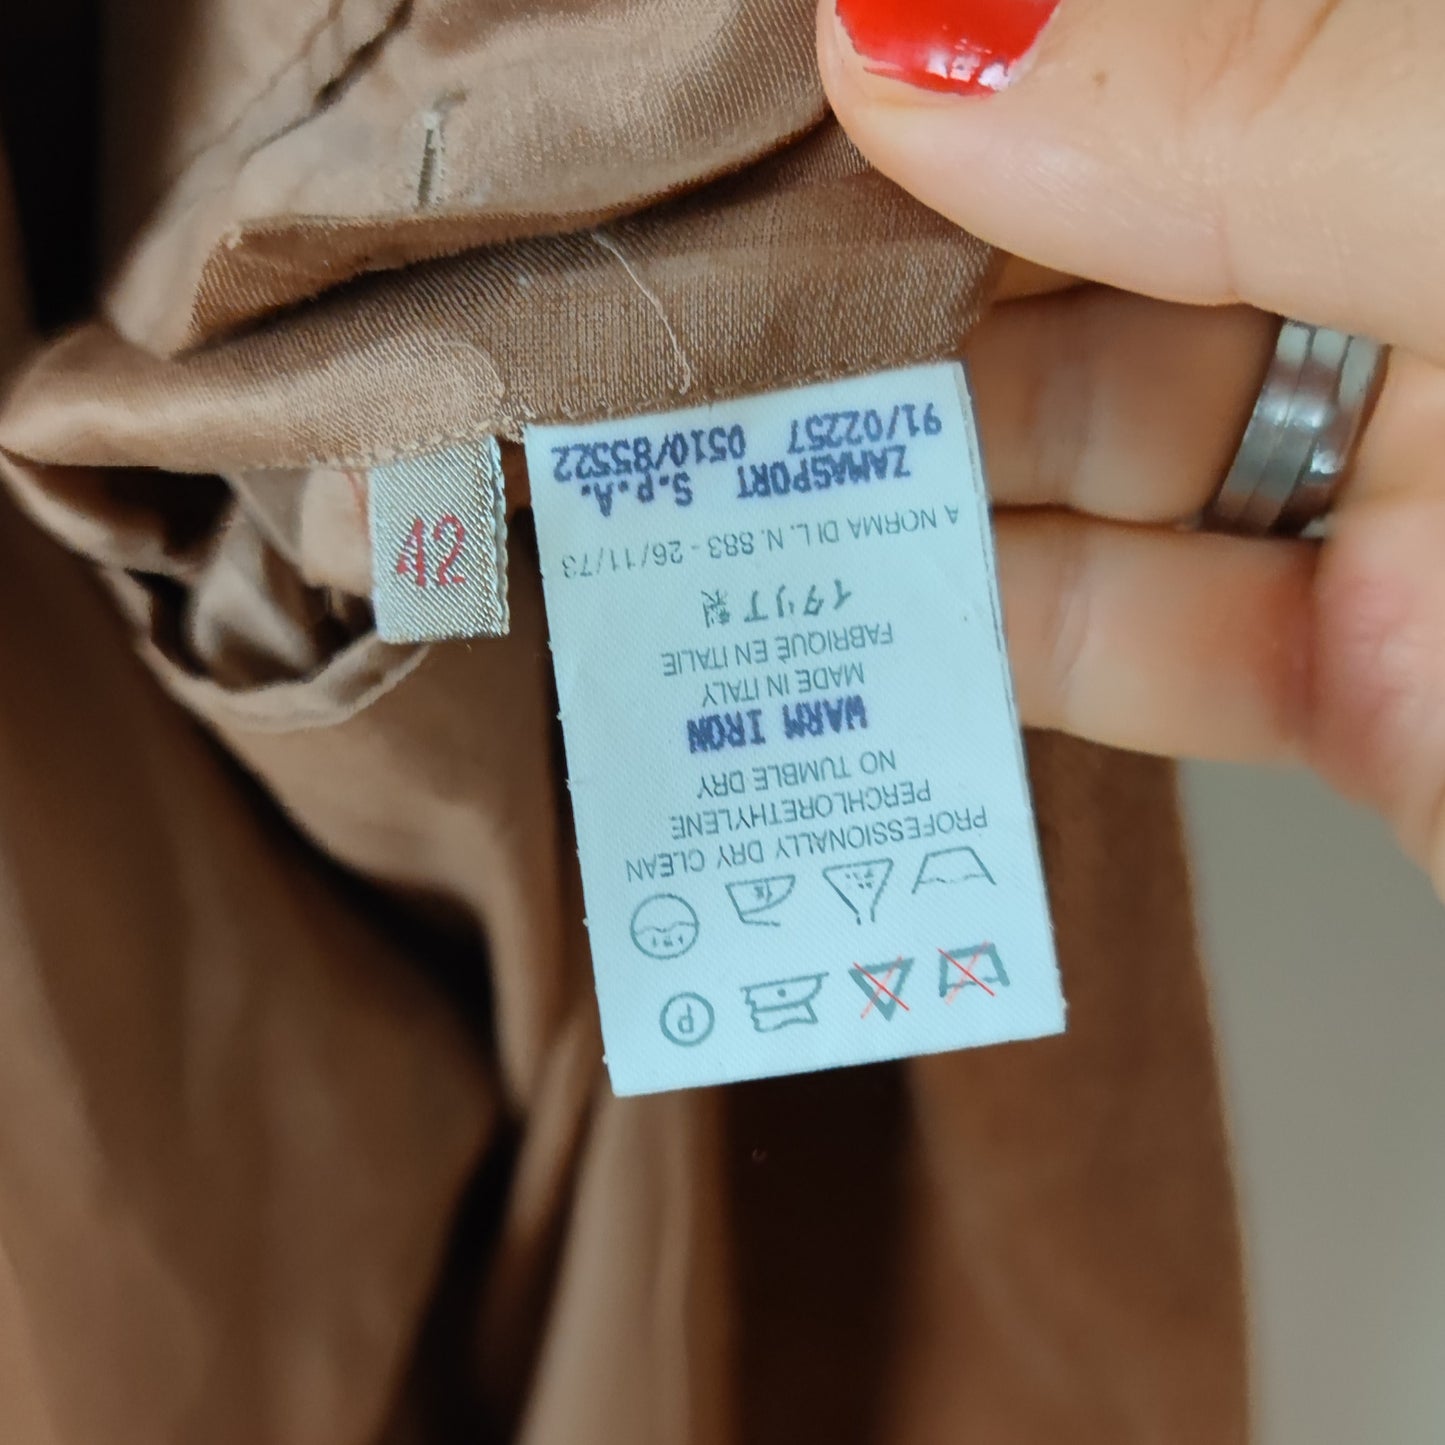 P
PROFESSIONALLY DRY CLEAN
PERCHLORETHYLENE
NO TUMBLE DRY
WARM IRON
MADE IN ITALY
FABRIQUÈ EN ITALIE
イタリア製
A NORMA DI L. N. 883 - 26/11/73
ZAMASPORT S.P.A.
91/02257 0510/85522
42